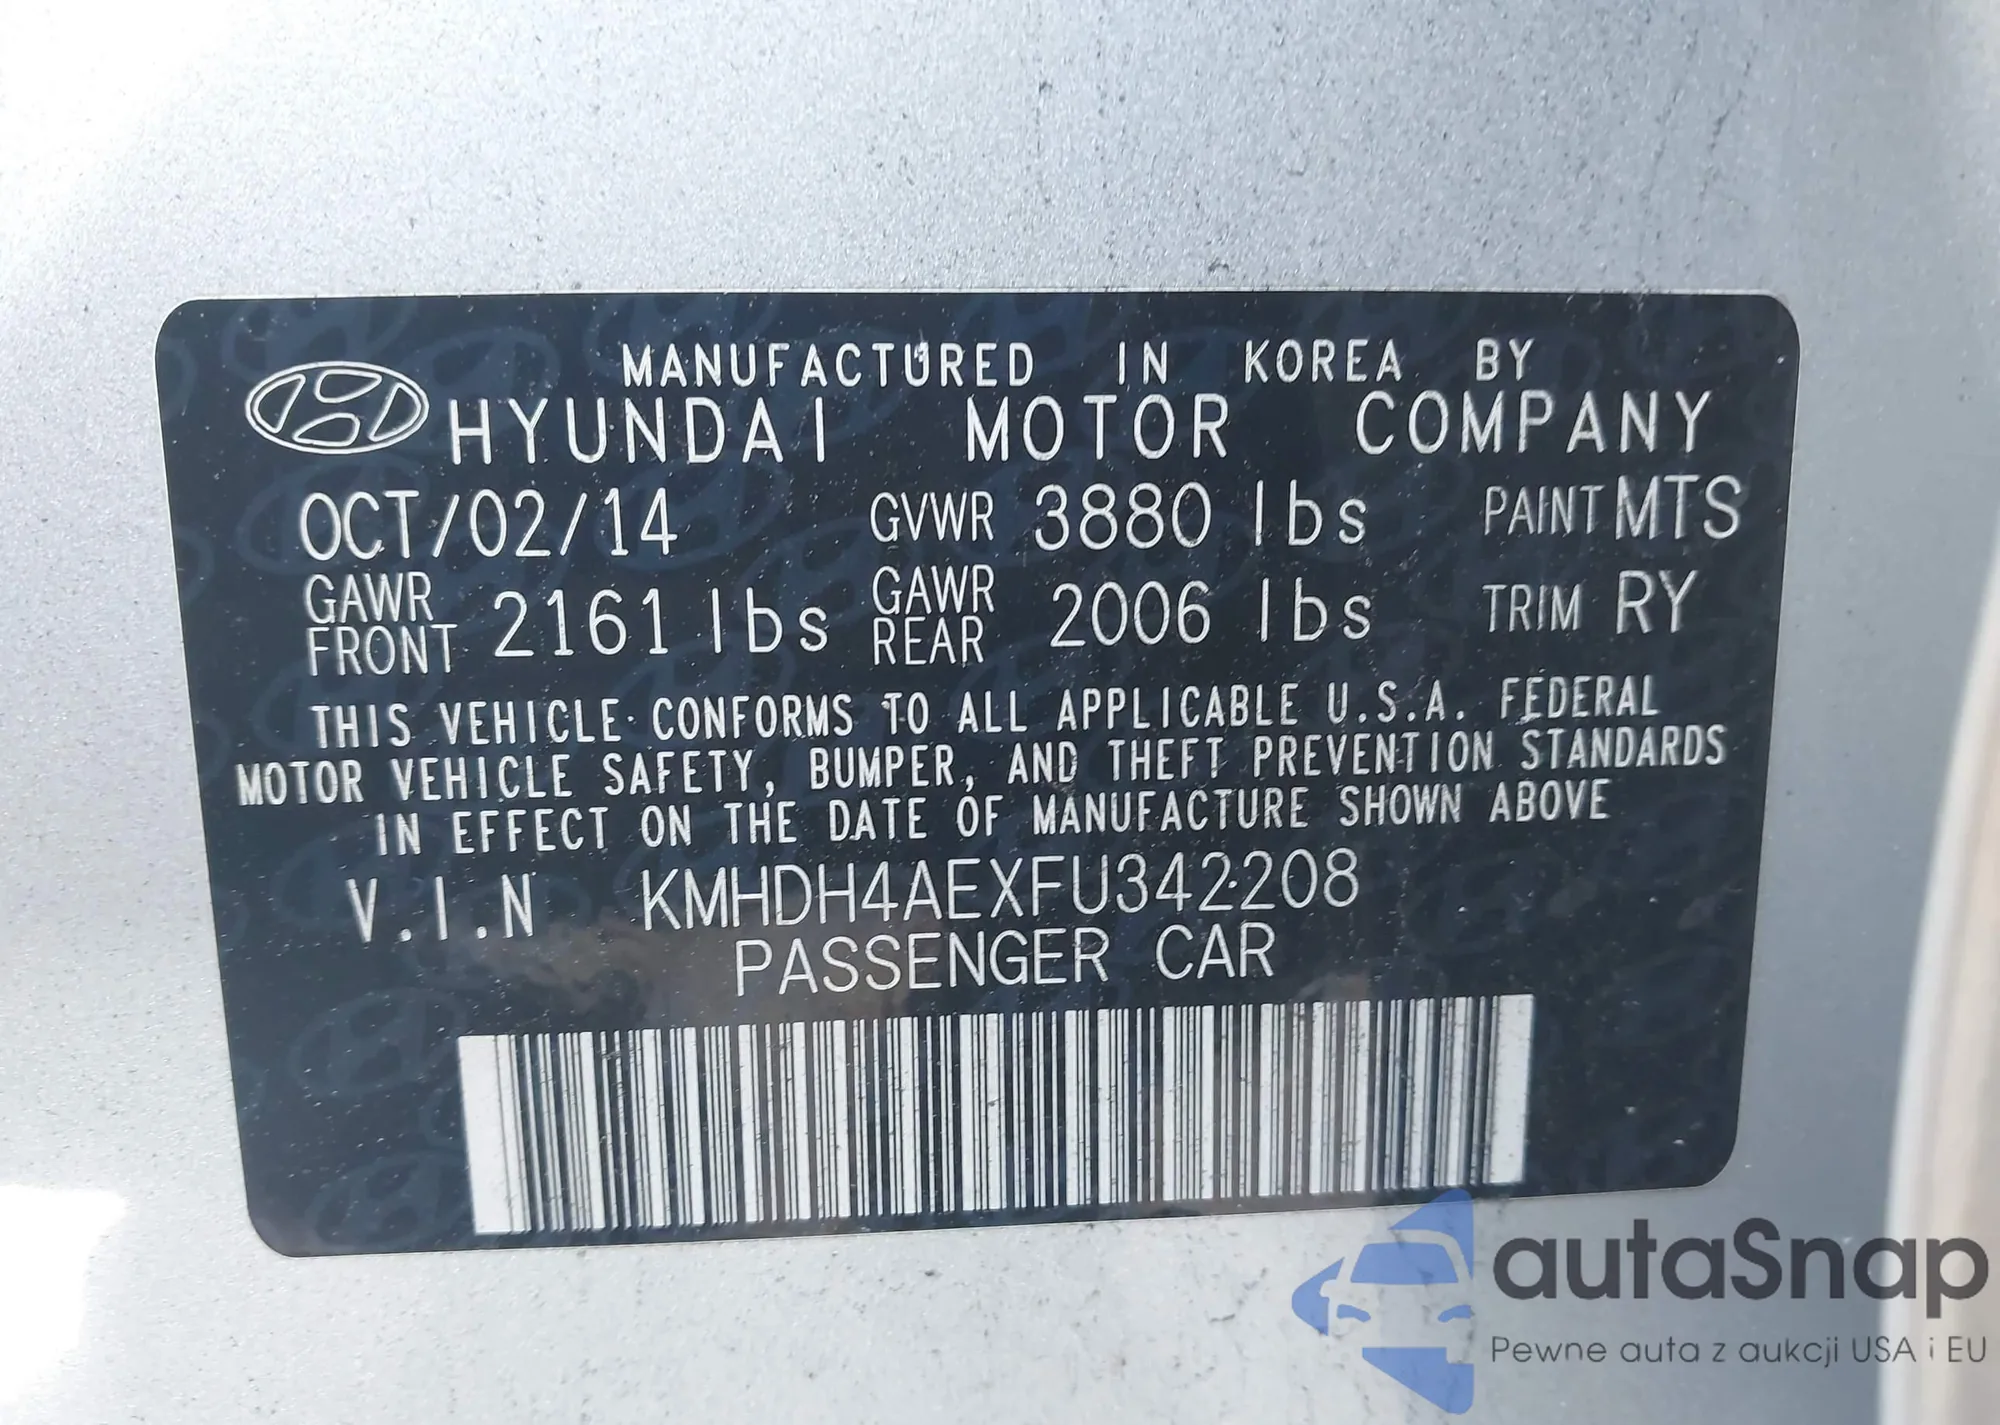 MANUFACTURED IN KOREA BY
HYUNDAI MOTOR COMPANY
OCT/02/14 GVWR 3880 lbs PAINT MTS
GAWR FRONT 2161 lbs GAWR REAR 2006 lbs TRIM RY
THIS VEHICLE CONFORMS TO ALL APPLICABLE U.S.A. FEDERAL
MOTOR VEHICLE SAFETY, BUMPER, AND THEFT PREVENTION STANDARDS
IN EFFECT ON THE DATE OF MANUFACTURE SHOWN ABOVE
V.I.N KMHDH4AEXFU342208
PASSENGER CAR
autaSnap
Pewne auta z aukcji USA i EU